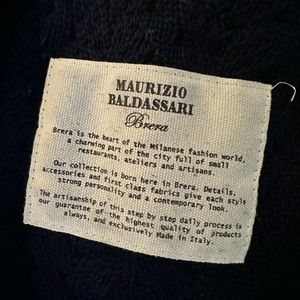 MAURIZIO
BALDASSARI
Brera
Brera is the heart of the Milanese fashion world,
a charming part of the city full of small
restaurants, ateliers and artisans.
Our collection is born here in Brera. Details,
accessories and first class fabrics give each style
strong personality and a contemporary look.
The artisanship of this step by step daily process is
our guarantee of the highest quality of products
always, and exclusively Made in Italy.